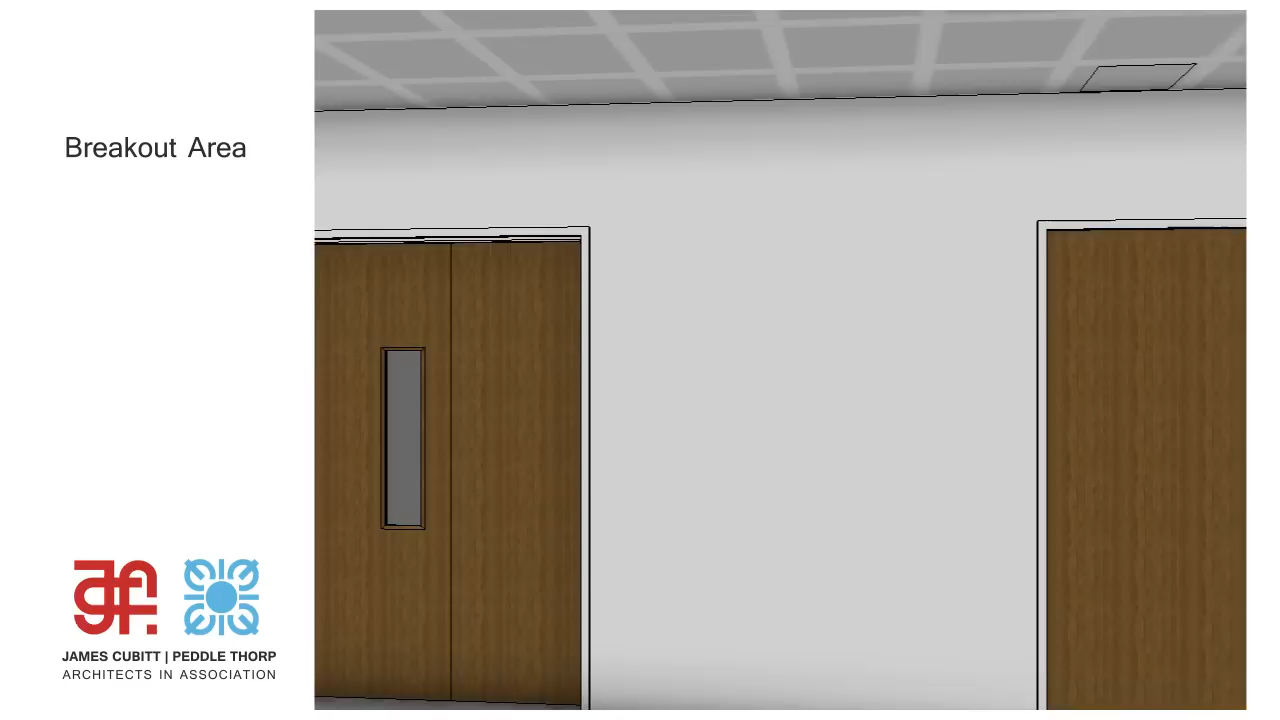 Breakout Area
JAMES CUBITT | PEDDLE THORP
ARCHITECTS IN ASSOCIATION